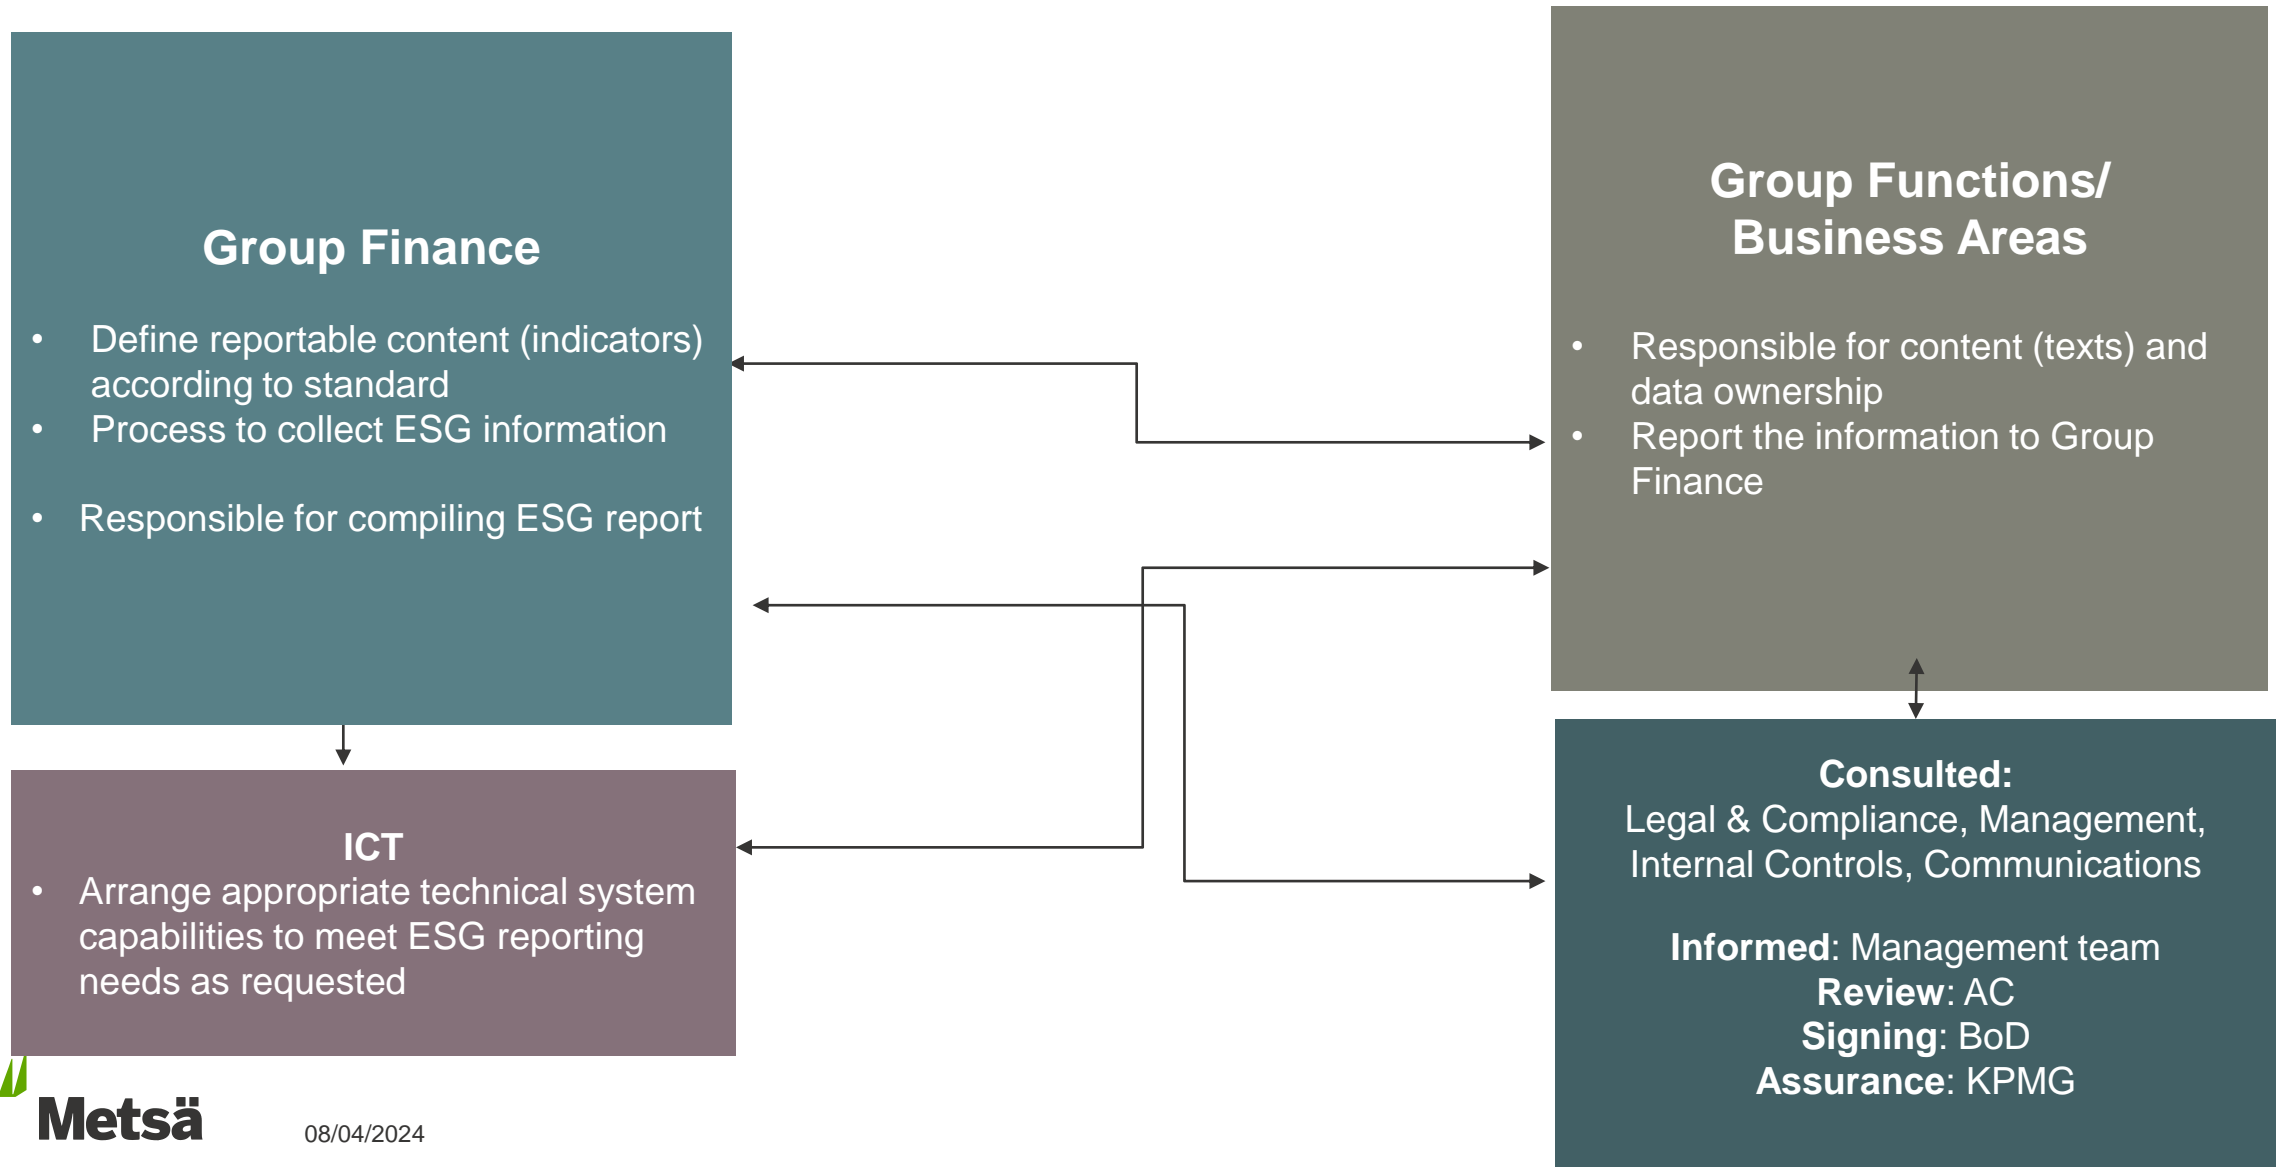 Group Finance
• Define reportable content (indicators)
according to standard
• Process to collect ESG information
• Responsible for compiling ESG report
Group Functions/
Business Areas
• Responsible for content (texts) and
data ownership
• Report the information to Group
Finance
ICT
• Arrange appropriate technical system
capabilities to meet ESG reporting
needs as requested
Consulted:
Legal & Compliance, Management,
Internal Controls, Communications
Informed: Management team
Review: AC
Signing: BoD
Assurance: KPMG
Metsä
08/04/2024